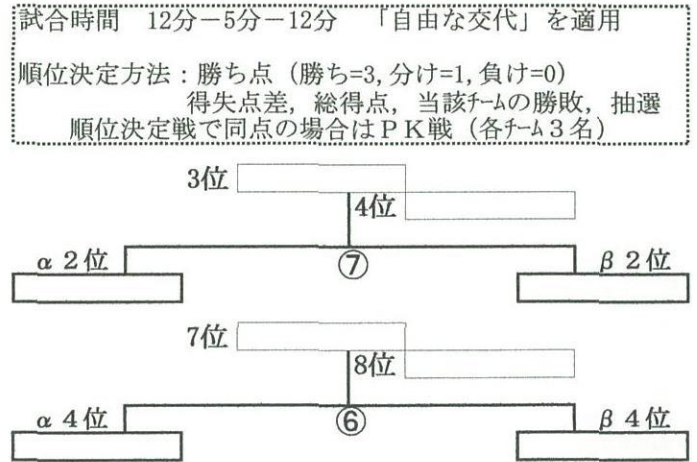 試合時間 12分－5分－12分 「自由な交代」を適用
順位決定方法：勝ち点（勝ち=3,分け=1,負け=0）
得失点差，総得点，当該ﾁｰﾑの勝敗，抽選
順位決定戦で同点の場合はＰＫ戦（各ﾁｰﾑ３名）
3位
4位
α２位
⑦
β２位
7位
8位
α４位
⑥
β４位